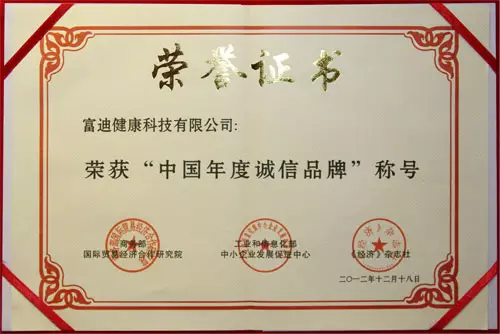 荣誉证书
富迪健康科技有限公司:
荣获“中国年度诚信品牌”称号
商务部
国际贸易经济合作研究院
工业和信息化部
中小企业发展促进中心
《经济》杂志社
二〇一二年十二月十八日